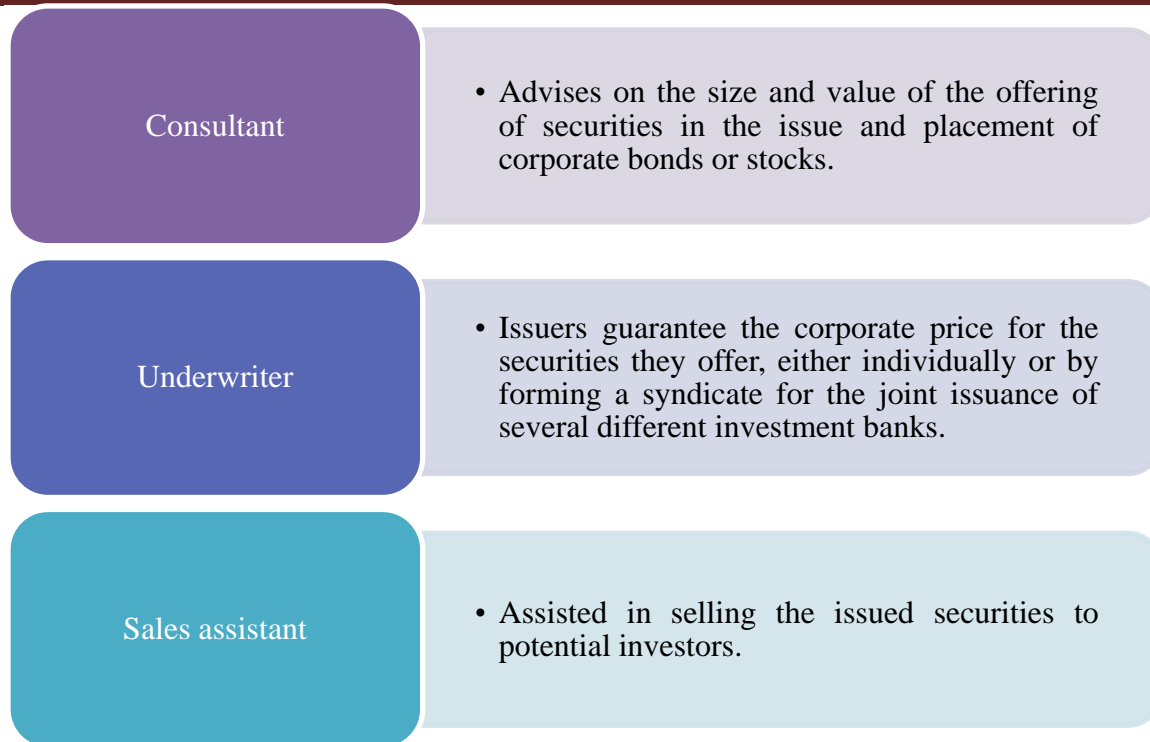 Consultant
• Advises on the size and value of the offering
of securities in the issue and placement of
corporate bonds or stocks.
Underwriter
• Issuers guarantee the corporate price for the
securities they offer, either individually or by
forming a syndicate for the joint issuance of
several different investment banks.
Sales assistant
• Assisted in selling the issued securities to
potential investors.